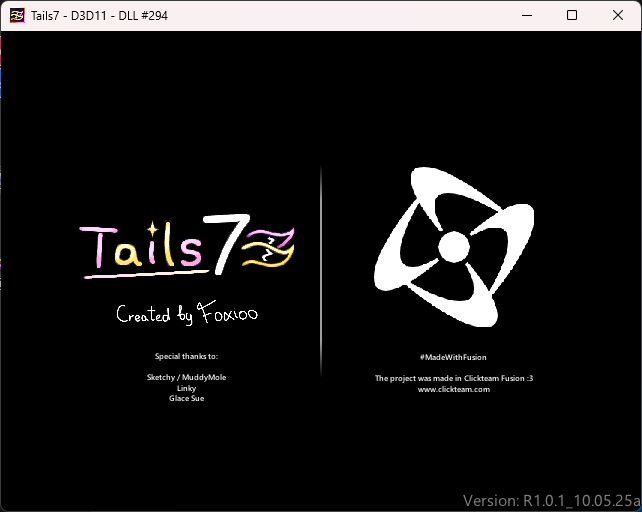 Tails7 - D3D11 - DLL #294
Tails7
Created by Foxioo
Special thanks to:
Sketchy / MuddyMole
Linky
Glace Sue
#MadeWithFusion
The project was made in Clickteam Fusion :3
www.clickteam.com
Version: R1.0.1_10.05.25a